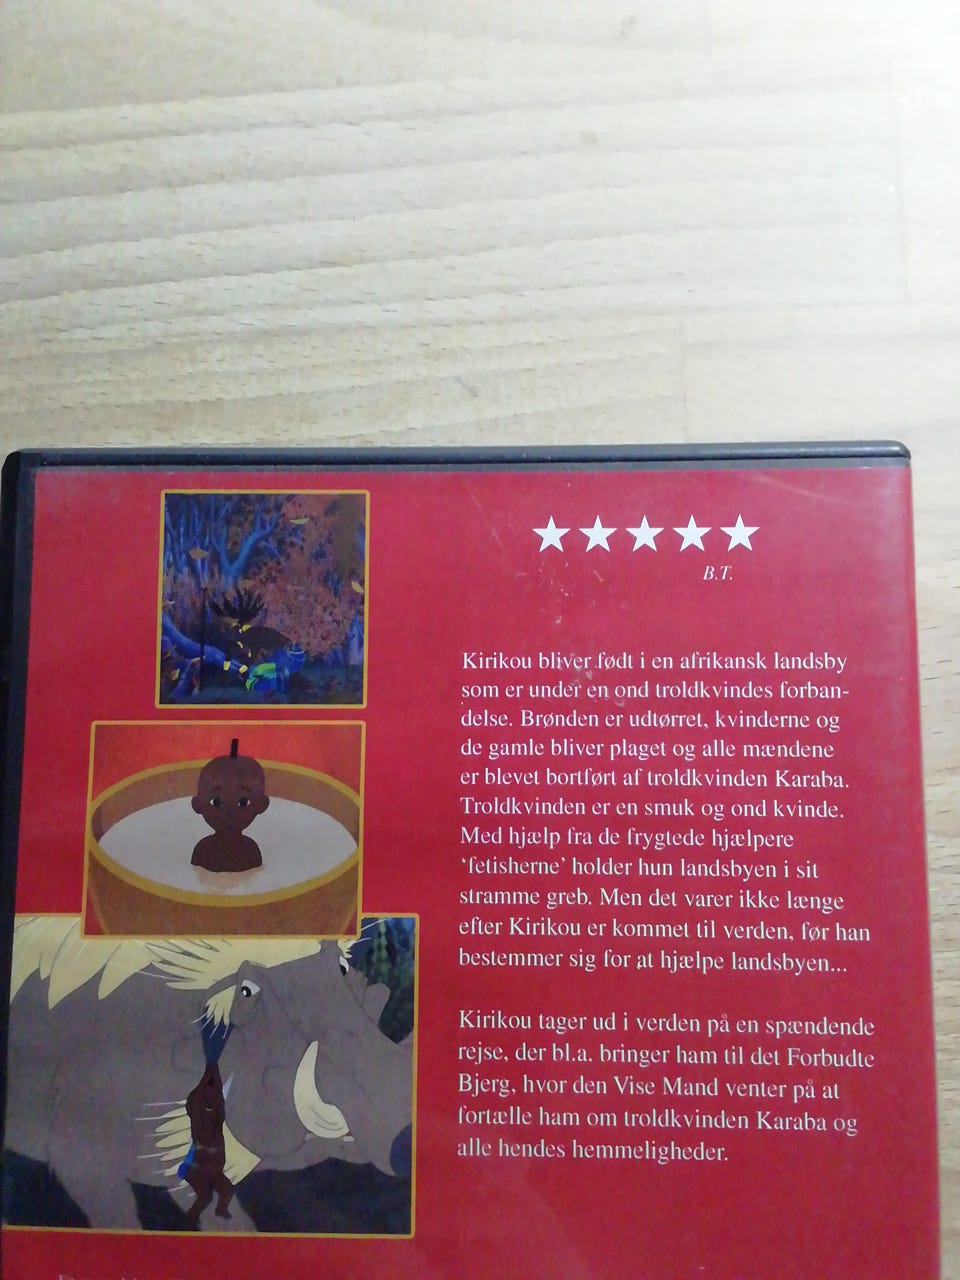 B.T.
Kirikou bliver født i en afrikansk landsby
som er under en ond troldkvindes forban-
delse. Brønden er udtørret, kvinderne og
de gamle bliver plaget og alle mændene
er blevet bortført af troldkvinden Karaba.
Troldkvinden er en smuk og ond kvinde.
Med hjælp fra de frygtede hjælpere
‘fetisherne’ holder hun landsbyen i sit
stramme greb. Men det varer ikke længe
efter Kirikou er kommet til verden, før han
bestemmer sig for at hjælpe landsbyen...
Kirikou tager ud i verden på en spændende
rejse, der bl.a. bringer ham til det Forbudte
Bjerg, hvor den Vise Mand venter på at
fortælle ham om troldkvinden Karaba og
alle hendes hemmeligheder.